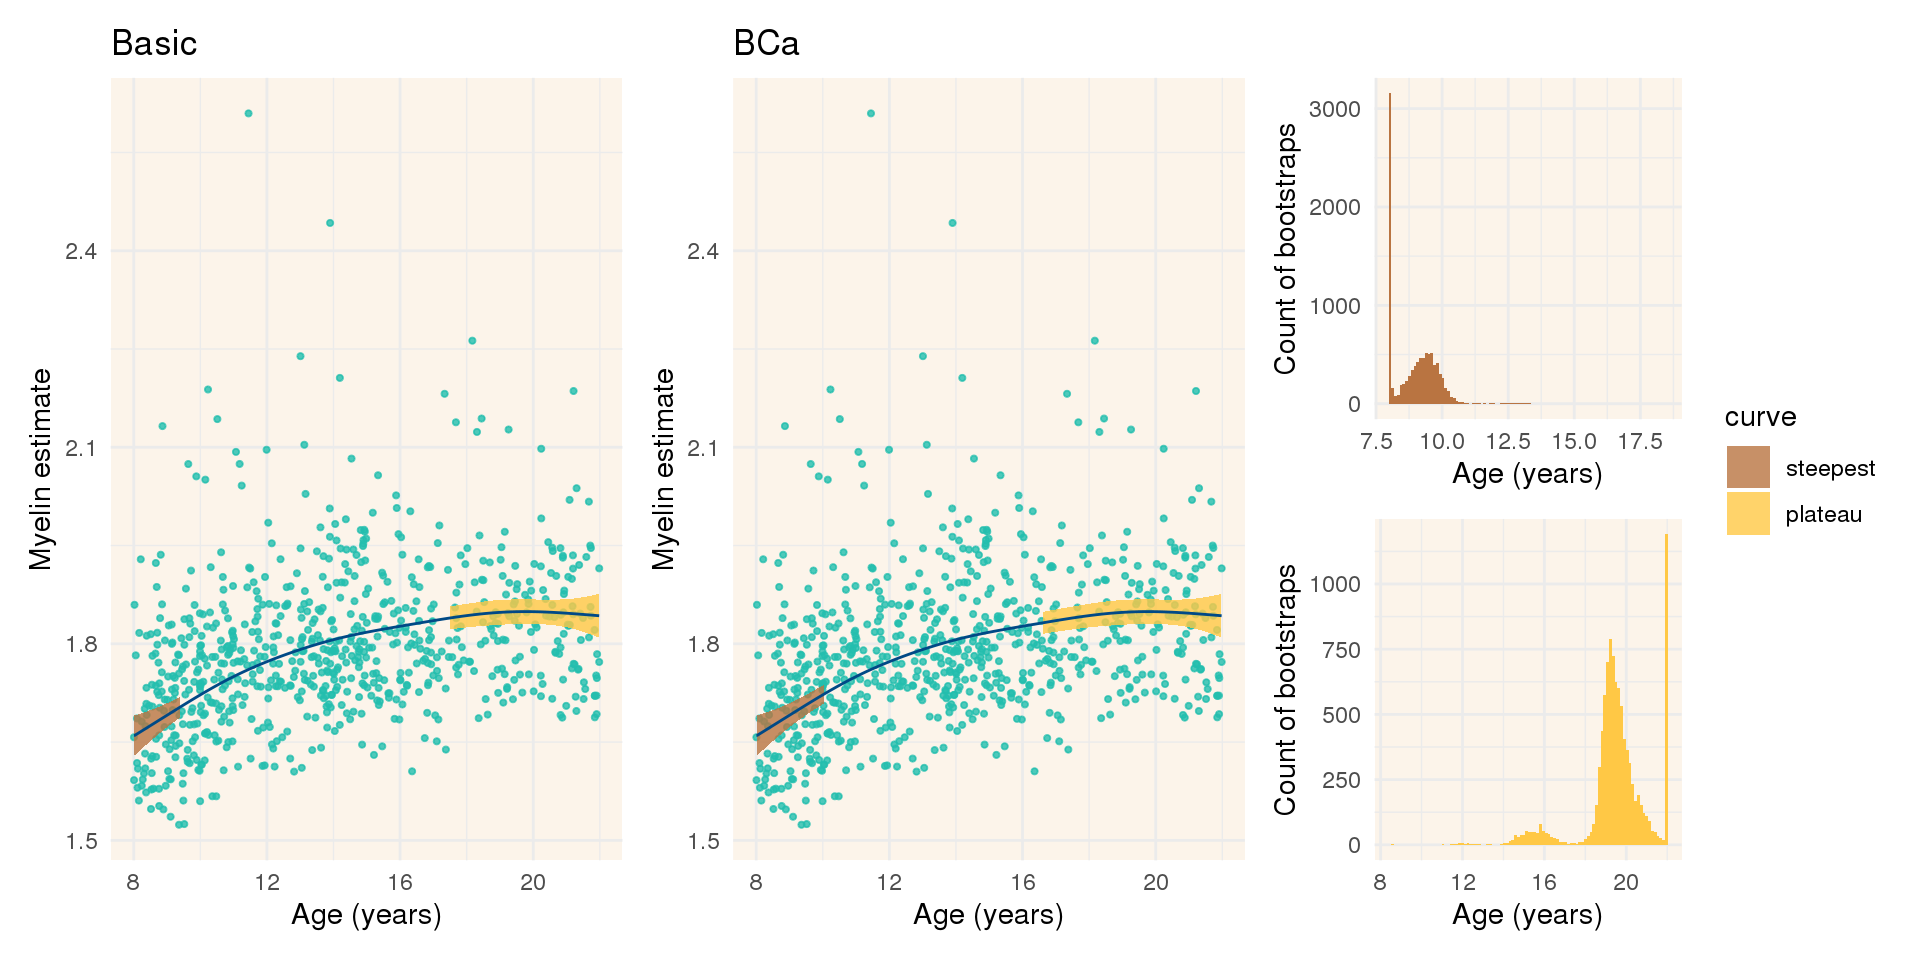 Basic
Myelin estimate
2.4
2.1
1.8
1.5
8 12 16 20
Age (years)
BCa
Myelin estimate
2.4
2.1
1.8
1.5
8 12 16 20
Age (years)
Count of bootstraps
3000
2000
1000
0
7.5 10.0 12.5 15.0 17.5
Age (years)
Count of bootstraps
1000
750
500
250
0
8 12 16 20
Age (years)
curve
steepest
plateau